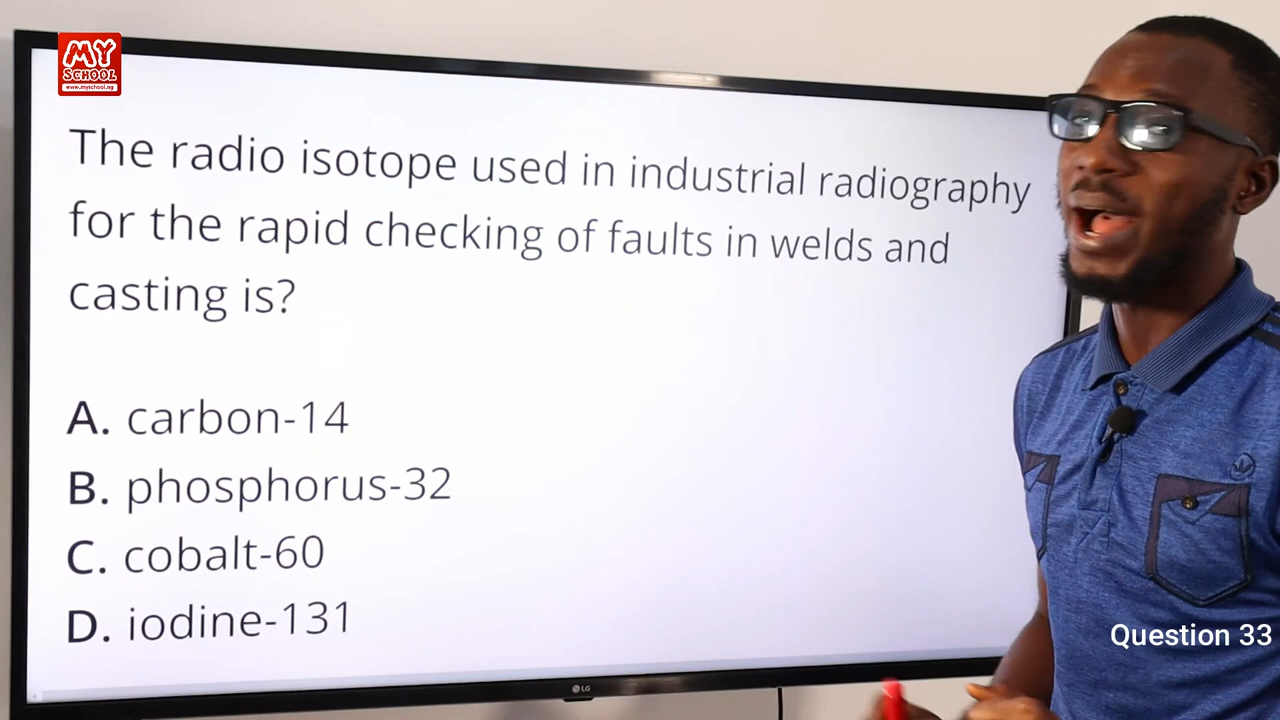 MY
SCHOOL
www.myschool.ng
The radio isotope used in industrial radiography
for the rapid checking of faults in welds and
casting is?
A. carbon-14
B. phosphorus-32
C. cobalt-60
D. iodine-131
Question 33
LG